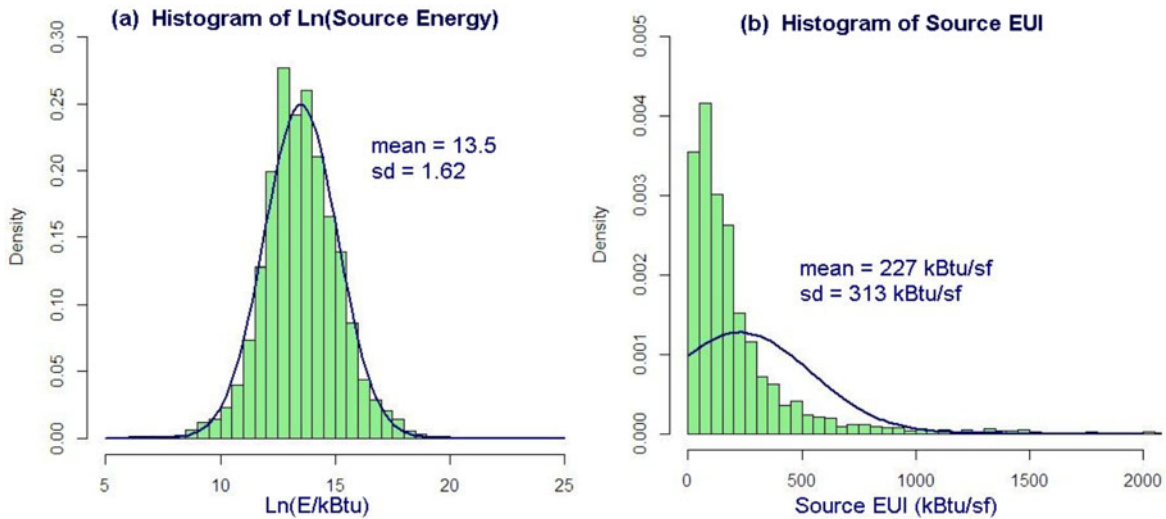 (a) Histogram of Ln(Source Energy)
0.30
0.25
0.20
0.15
0.10
0.05
0.00
Density
mean = 13.5
sd = 1.62
5 10 15 20 25
Ln(E/kBtu)
(b) Histogram of Source EUI
0.005
0.004
0.003
0.002
0.001
0.000
Density
mean = 227 kBtu/sf
sd = 313 kBtu/sf
0 500 1000 1500 2000
Source EUI (kBtu/sf)